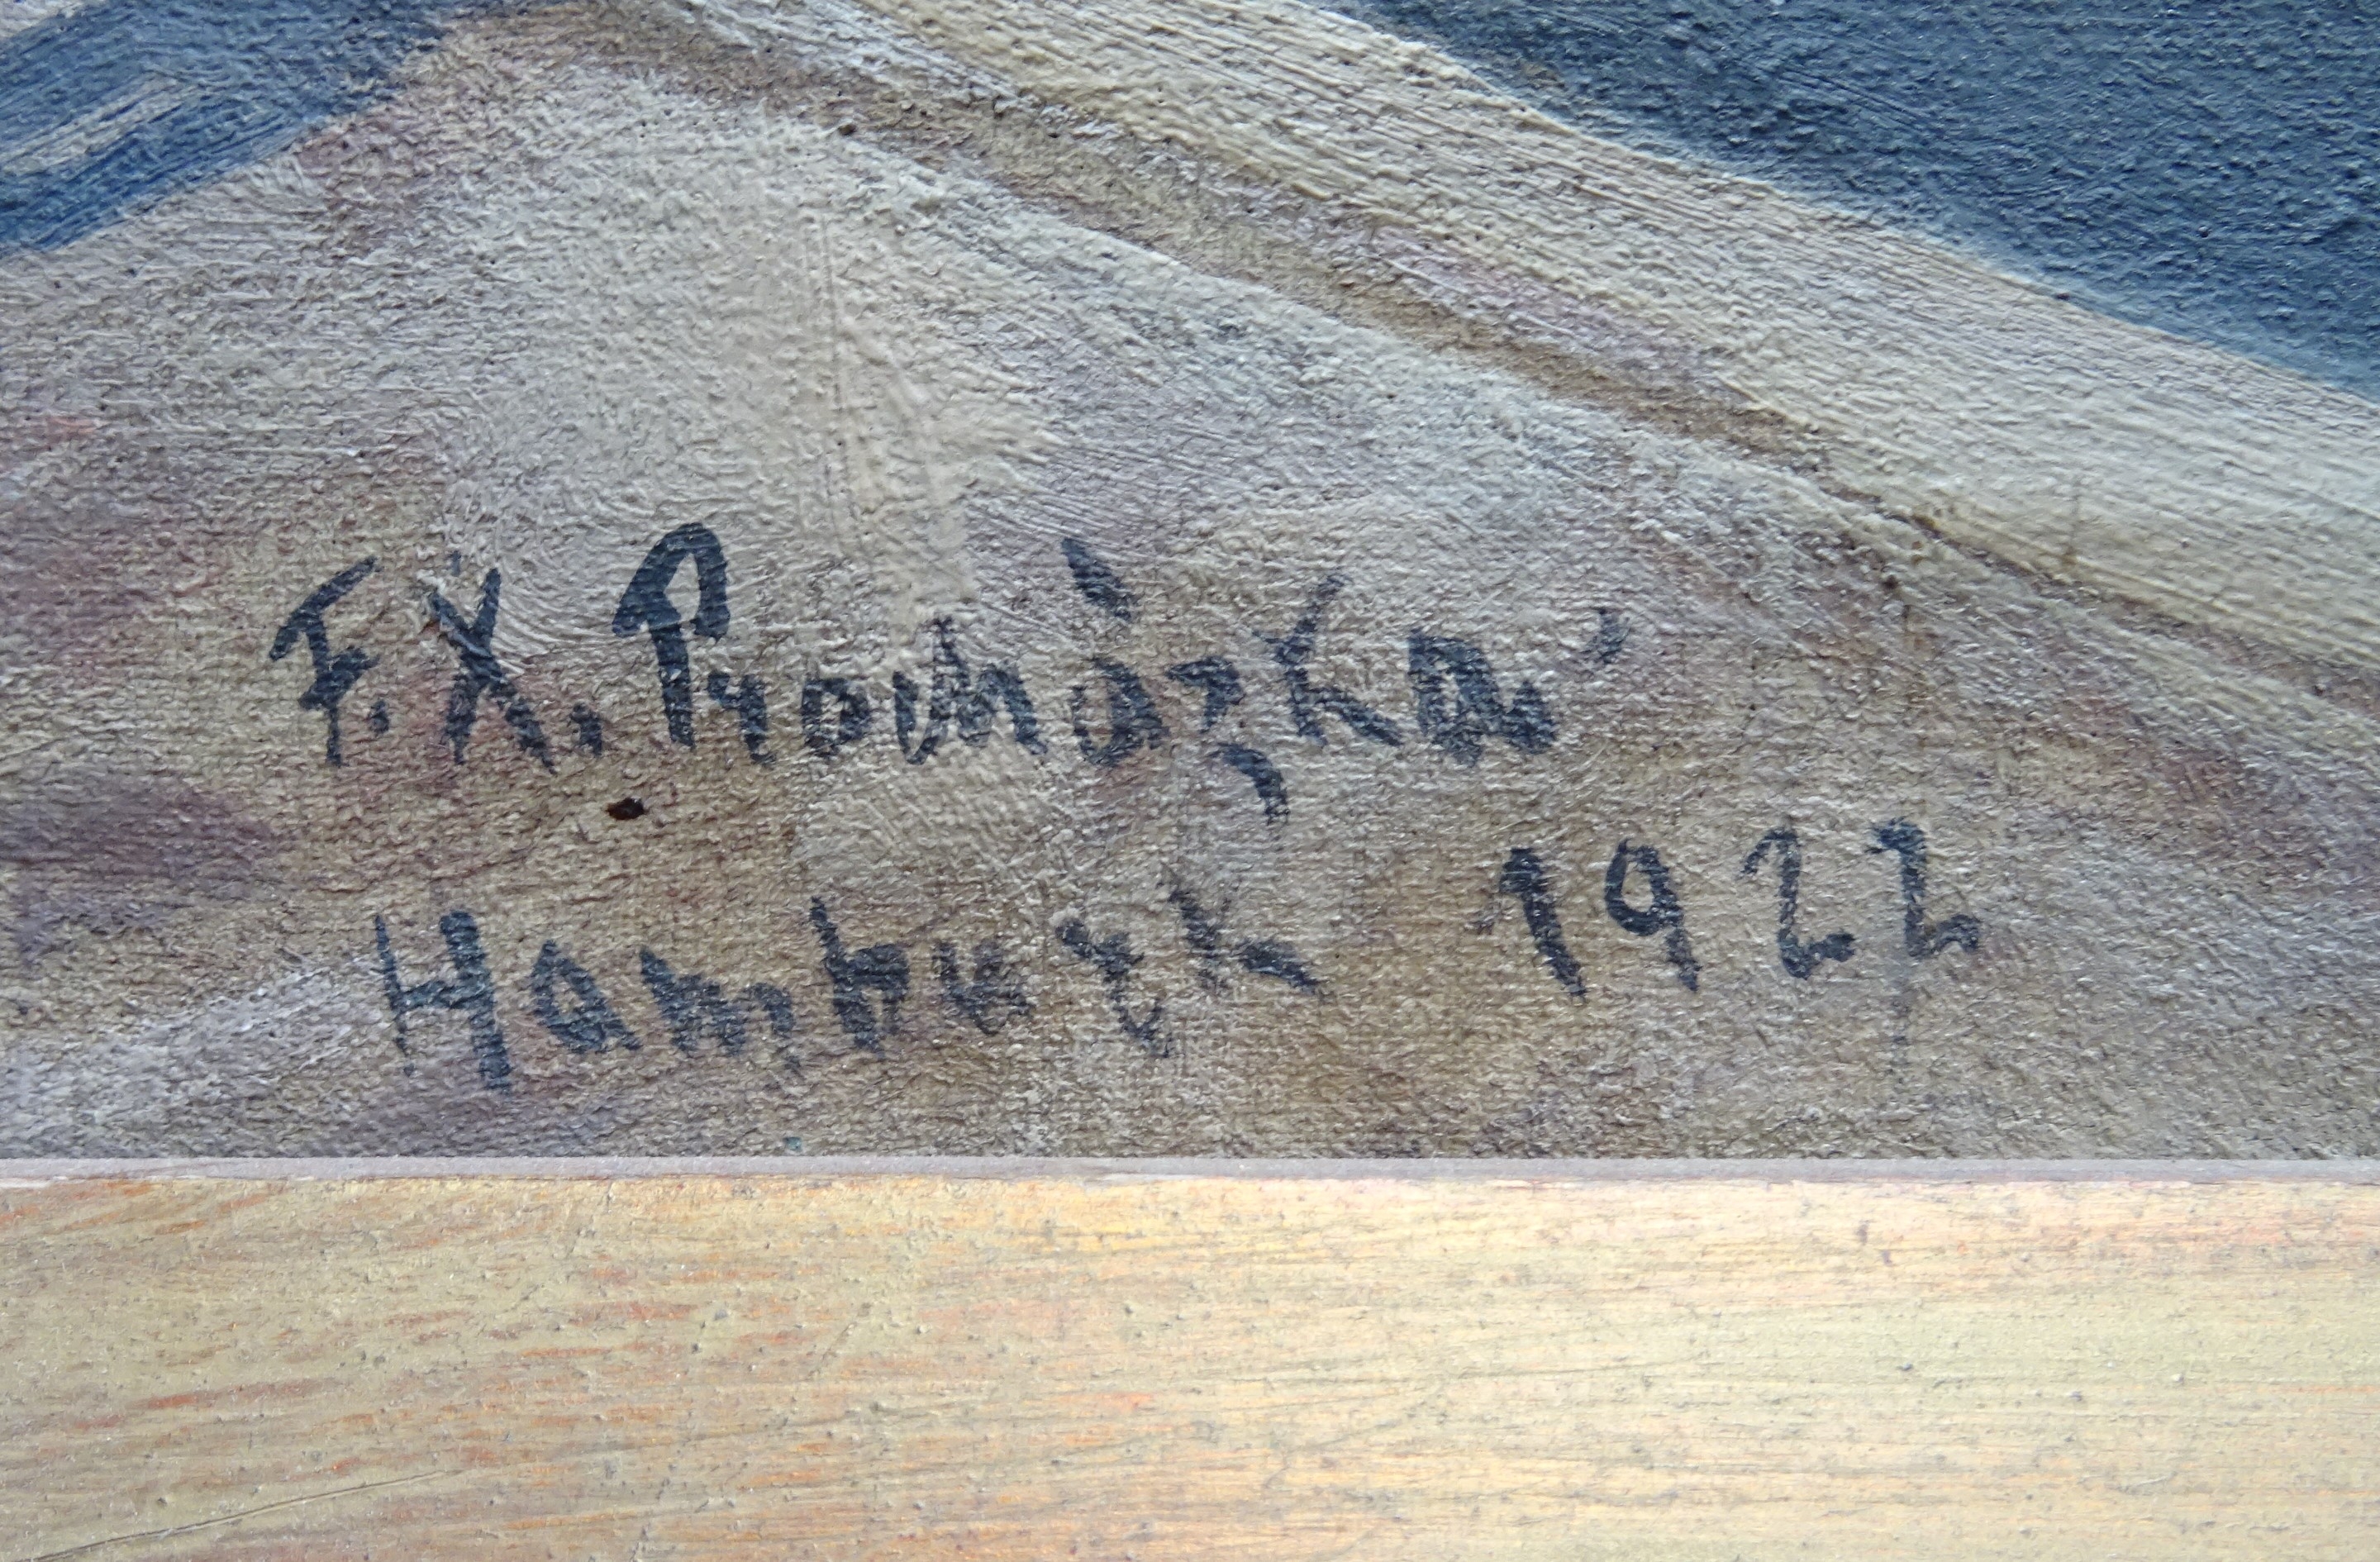 F.X. Procházka
Hamburk 1922